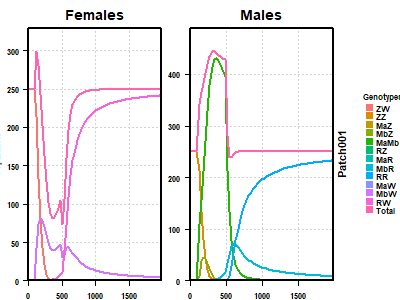 Females Males
300
250
200
150
100
50
0
400
300
200
100
0
0 500 1000 1500
0 500 1000 1500
Patch001
Genotype
ZW
ZZ
MaZ
MbZ
MaMb
RZ
MaR
MbR
RR
MaW
MbW
RW
Total